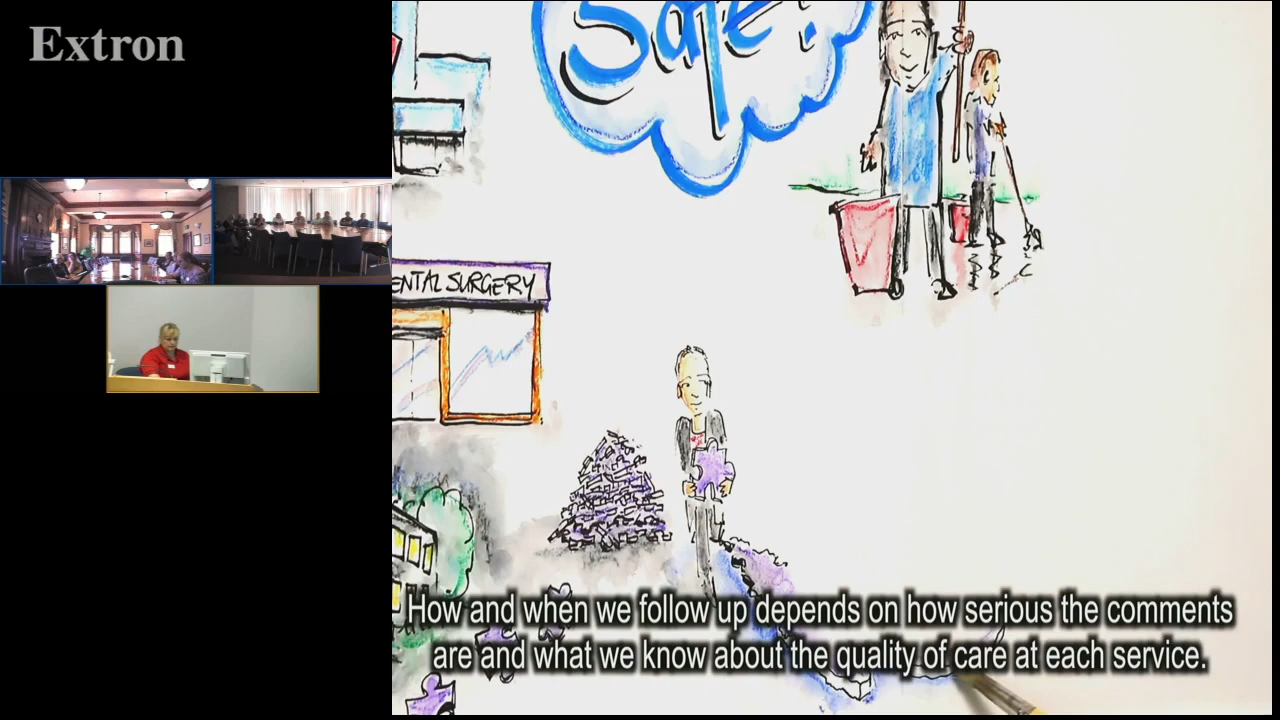 Extron
Safe?
ENTAL SURGERY
How and when we follow up depends on how serious the comments
are and what we know about the quality of care at each service.